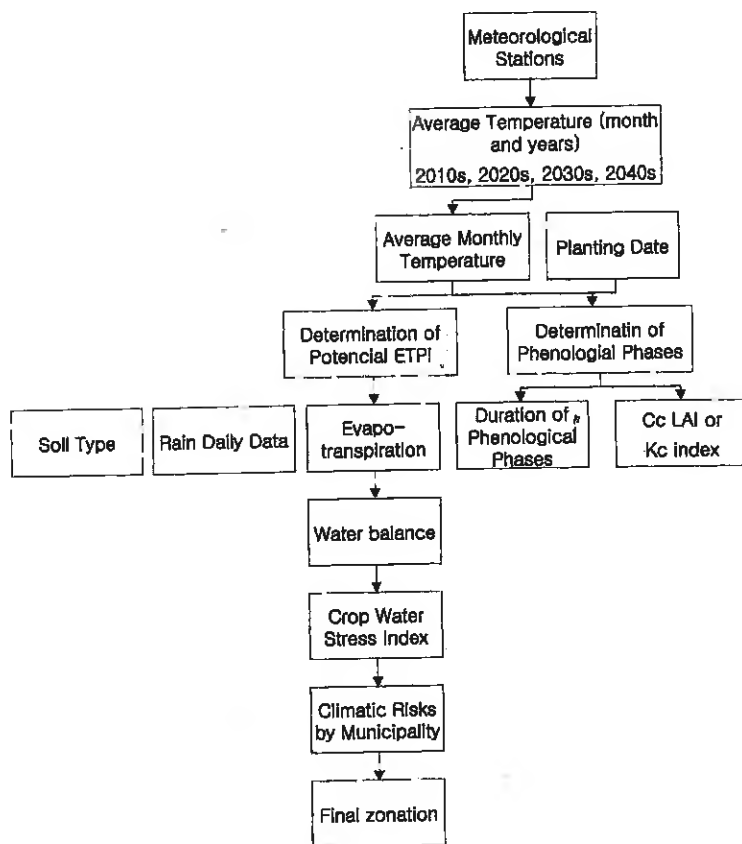 Meteorological
Stations
Average Temperature (month
and years)
2010s, 2020s, 2030s, 2040s
Average Monthly
Temperature
Planting Date
Determination of
Potencial ETPI
Determinatin of
Phenologial Phases
Soil Type
Rain Daily Data
Evapo-
transpiration
Duration of
Phenological
Phases
Cc LAI or
Kc index
Water balance
Crop Water
Stress Index
Climatic Risks
by Municipality
Final zonation